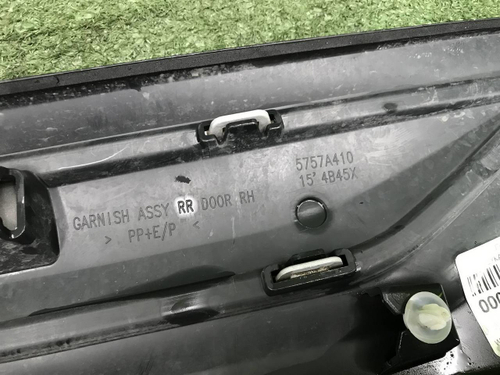 5757A410
15' 4B45X
GARNISH ASSY RR DOOR RH
> PP+E/P <